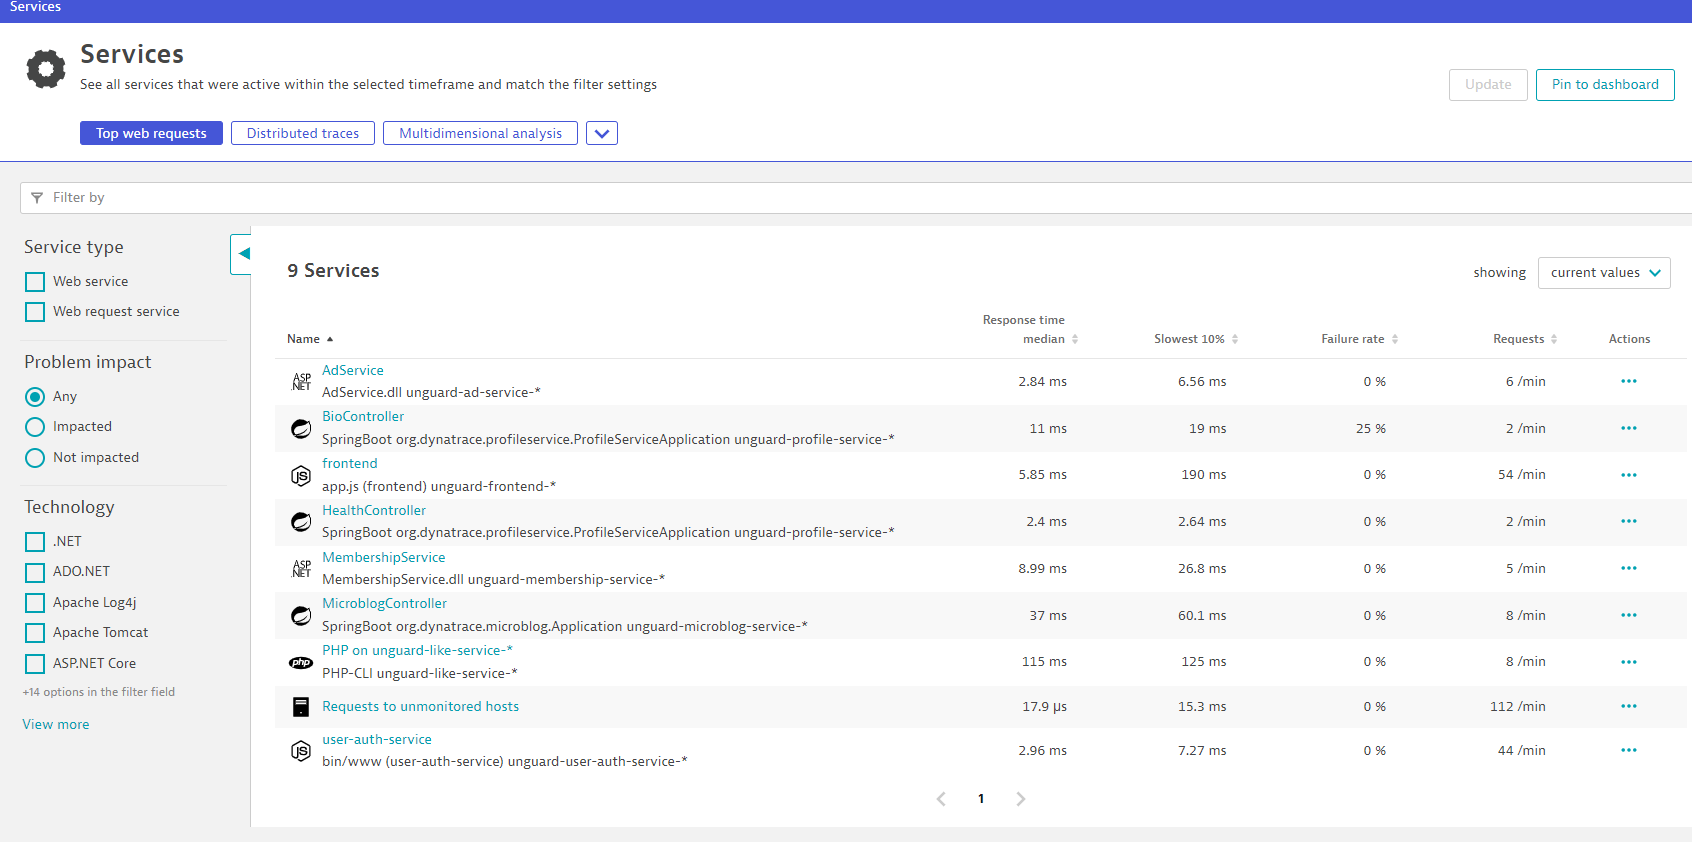 Services
Services
See all services that were active within the selected timeframe and match the filter settings
Update
Pin to dashboard
Top web requests
Distributed traces
Multidimensional analysis
Filter by
Service type
Web service
Web request service
Problem impact
Any
Impacted
Not impacted
Technology
.NET
ADO.NET
Apache Log4j
Apache Tomcat
ASP.NET Core
+14 options in the filter field
View more
9 Services
showing current values
Name Response time median Slowest 10% Failure rate Requests Actions
ASP .NET AdService 2.84 ms 6.56 ms 0 % 6 /min
AdService.dll unguard-ad-service-*
BioController 11 ms 19 ms 25 % 2 /min
SpringBoot org.dynatrace.profileservice.ProfileServiceApplication unguard-profile-service-*
JS frontend 5.85 ms 190 ms 0 % 54 /min
app.js (frontend) unguard-frontend-*
HealthController 2.4 ms 2.64 ms 0 % 2 /min
SpringBoot org.dynatrace.profileservice.ProfileServiceApplication unguard-profile-service-*
ASP .NET MembershipService 8.99 ms 26.8 ms 0 % 5 /min
MembershipService.dll unguard-membership-service-*
MicroblogController 37 ms 60.1 ms 0 % 8 /min
SpringBoot org.dynatrace.microblog.Application unguard-microblog-service-*
php PHP on unguard-like-service-* 115 ms 125 ms 0 % 8 /min
PHP-CLI unguard-like-service-*
Requests to unmonitored hosts 17.9 µs 15.3 ms 0 % 112 /min
JS user-auth-service 2.96 ms 7.27 ms 0 % 44 /min
bin/www (user-auth-service) unguard-user-auth-service-*
1